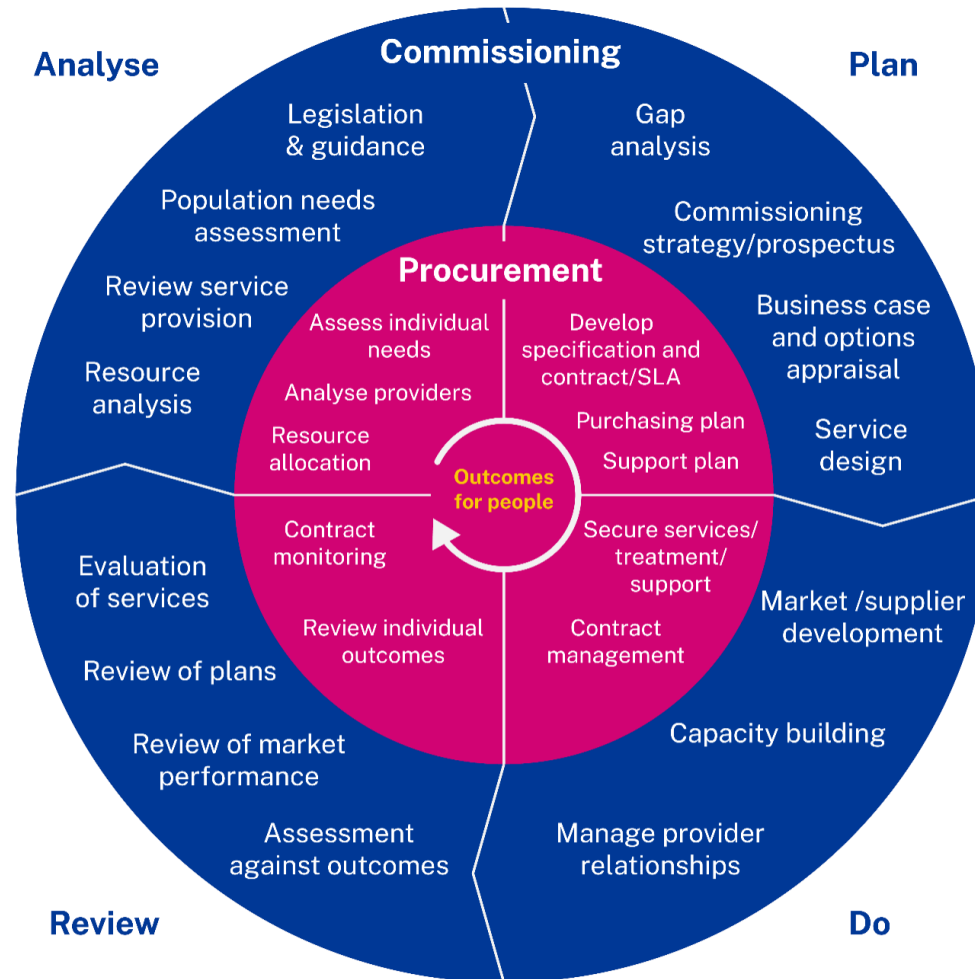 Analyse
Commissioning
Plan
Legislation
& guidance
Population needs
assessment
Review service
provision
Resource
analysis
Gap
analysis
Commissioning
strategy/prospectus
Business case
and options
appraisal
Service
design
Procurement
Assess individual
needs
Analyse providers
Resource
allocation
Develop
specification and
contract/SLA
Purchasing plan
Support plan
Outcomes
for people
Contract
monitoring
Review individual
outcomes
Secure services/
treatment/
support
Contract
management
Evaluation
of services
Review of plans
Review of market
performance
Assessment
against outcomes
Market /supplier
development
Capacity building
Manage provider
relationships
Review
Do